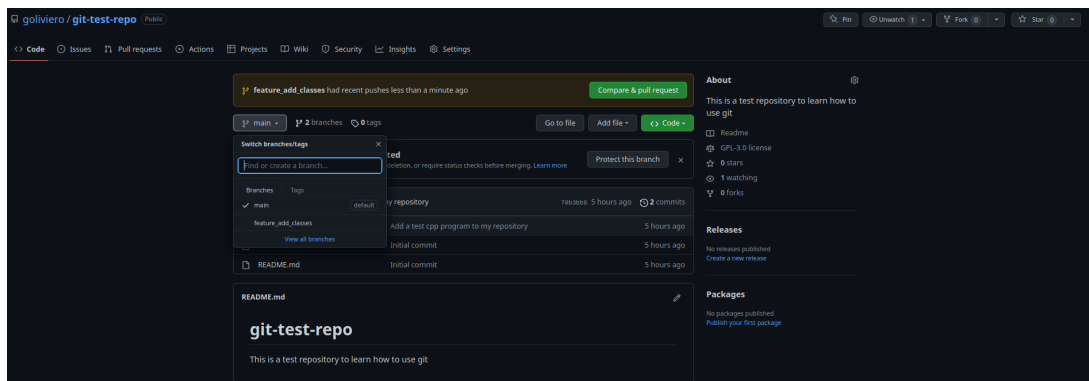 goliviero / git-test-repo Public
Pin Unwatch 1 Fork 0 Star 0
Code Issues Pull requests Actions Projects Wiki Security Insights Settings
feature_add_classes had recent pushes less than a minute ago Compare & pull request
main 2 branches 0 tags Go to file Add file Code
Switch branches/tags
Find or create a branch...
Branches Tags
main default
feature_add_classes
View all branches
ted
deletion, or require status checks before merging. Learn more
Protect this branch
y repository 5 hours ago 2 commits
Add a test cpp program to my repository 5 hours ago
Initial commit 5 hours ago
README.md Initial commit 5 hours ago
README.md
git-test-repo
This is a test repository to learn how to use git
About
This is a test repository to learn how to
use git
Readme
GPL-3.0 license
0 stars
1 watching
0 forks
Releases
No releases published
Create a new release
Packages
No packages published
Publish your first package